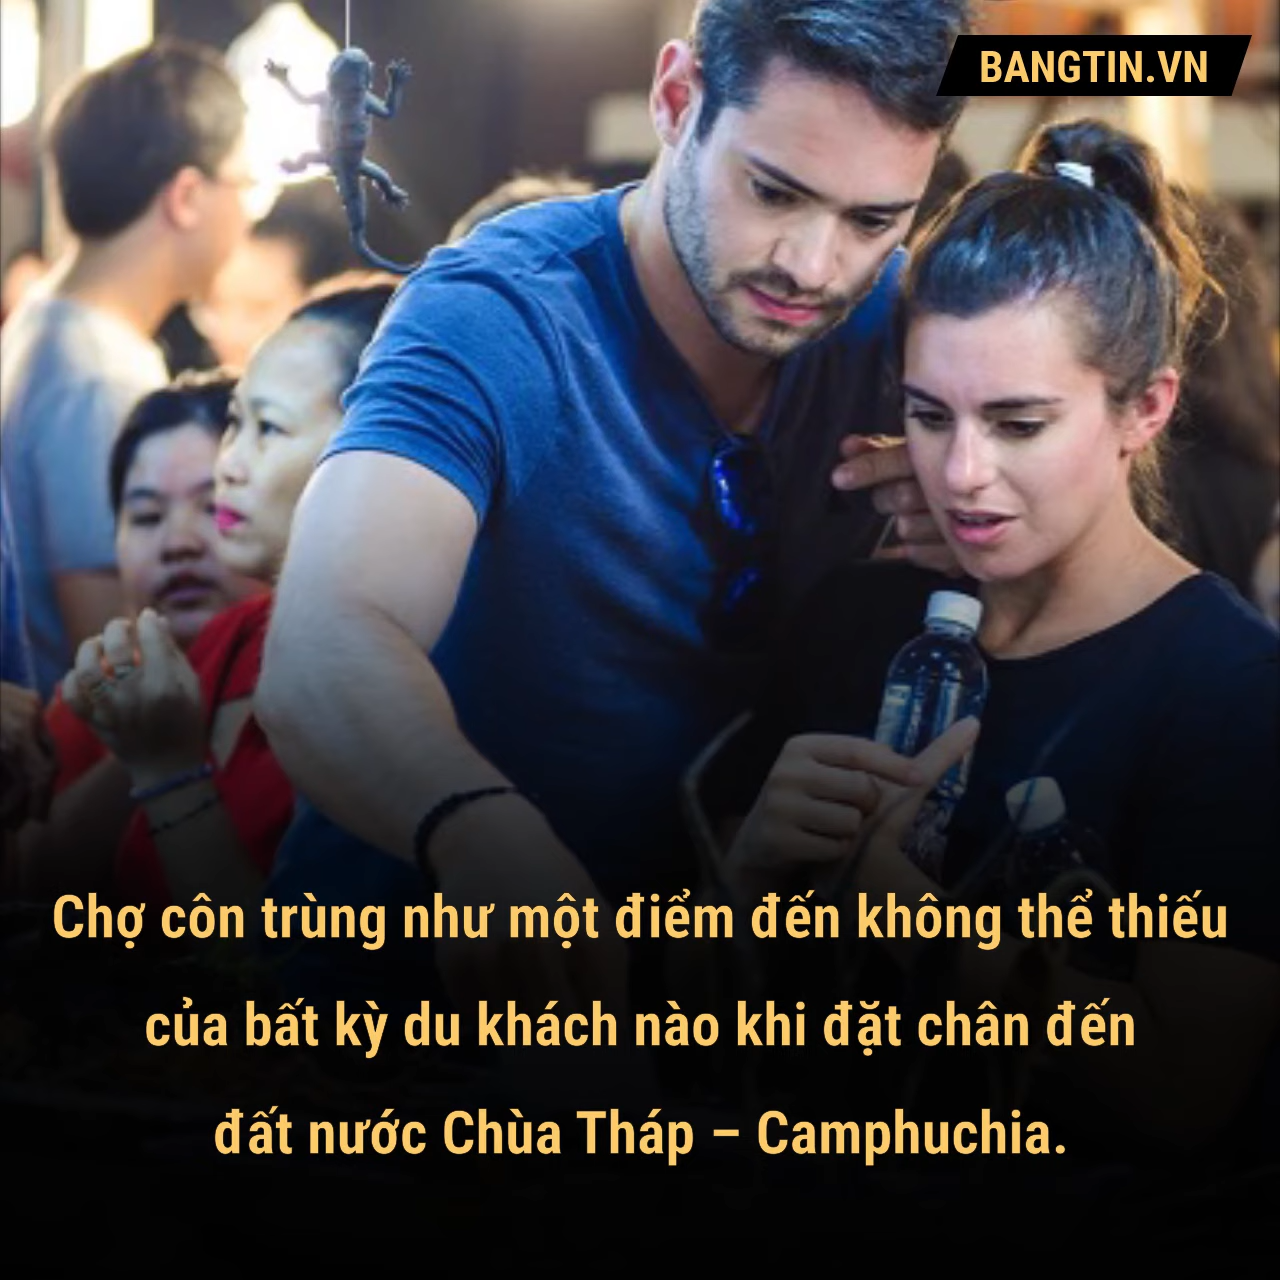 BANGTIN.VN
Chợ côn trùng như một điểm đến không thể thiếu
của bất kỳ du khách nào khi đặt chân đến
đất nước Chùa Tháp – Camphuchia.